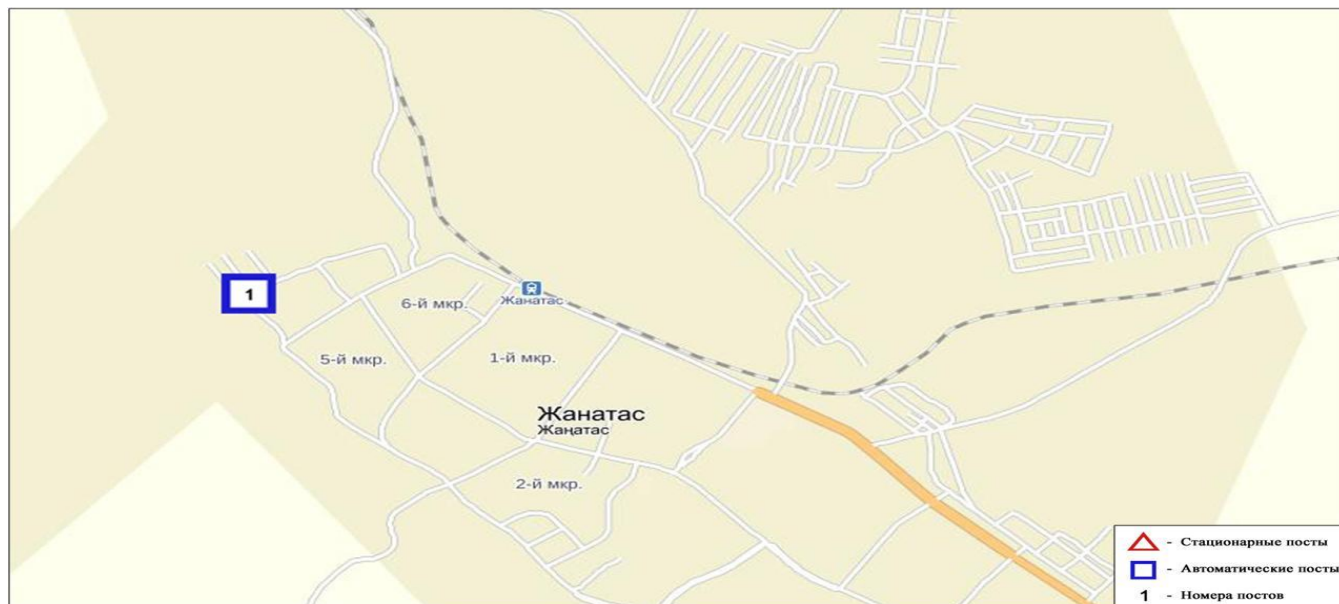 1
6-й мкр.
Жанатас
5-й мкр.
1-й мкр.
Жанатас
Жаңатас
2-й мкр.
- Стационарные посты
- Автоматические посты
1 - Номера постов